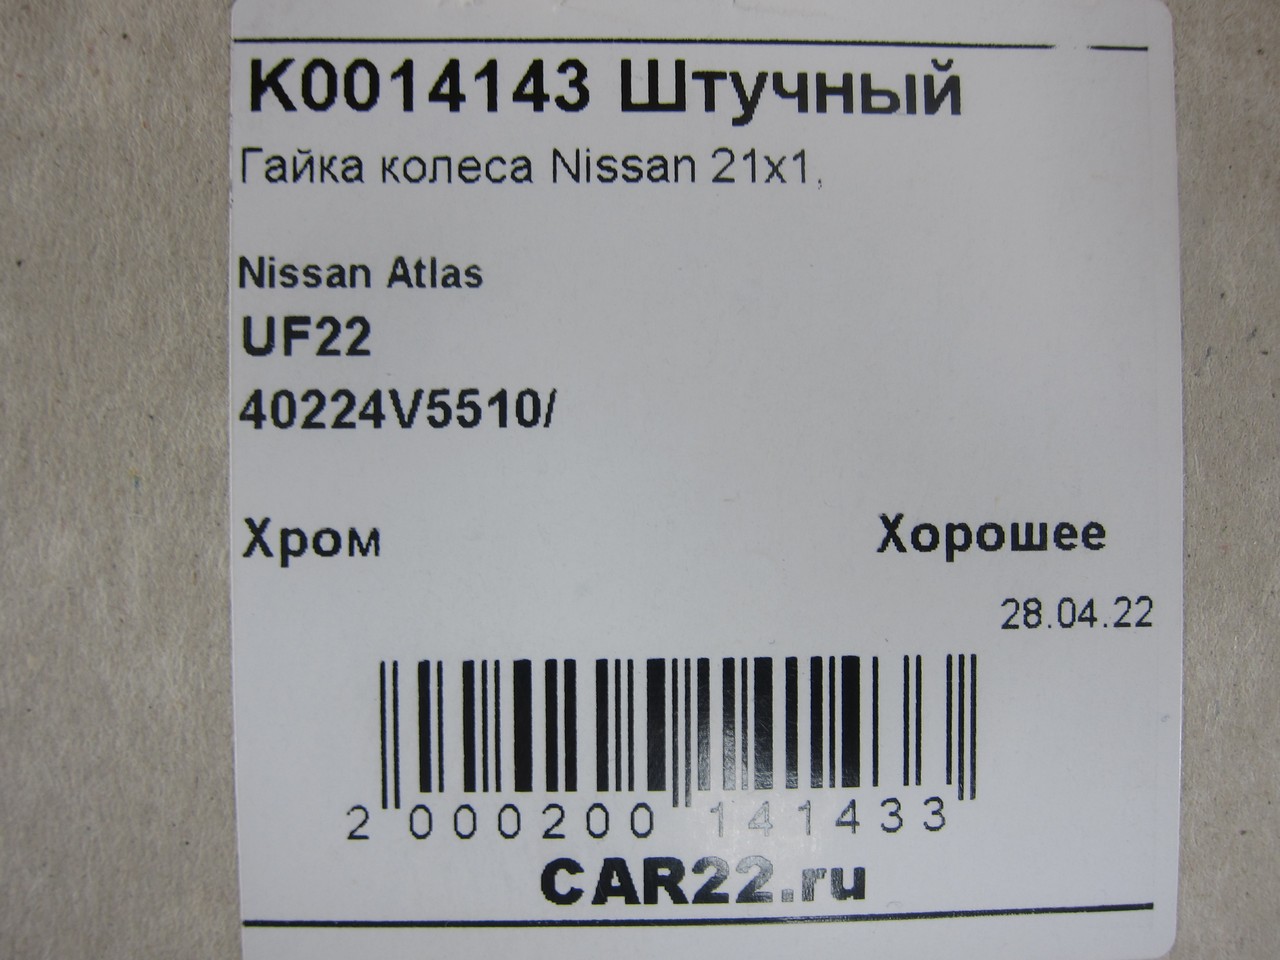 K0014143 Штучный
Гайка колеса Nissan 21x1,
Nissan Atlas
UF22
40224V5510/
Хром
Хорошее
28.04.22
2 000200 141433
CAR22.ru